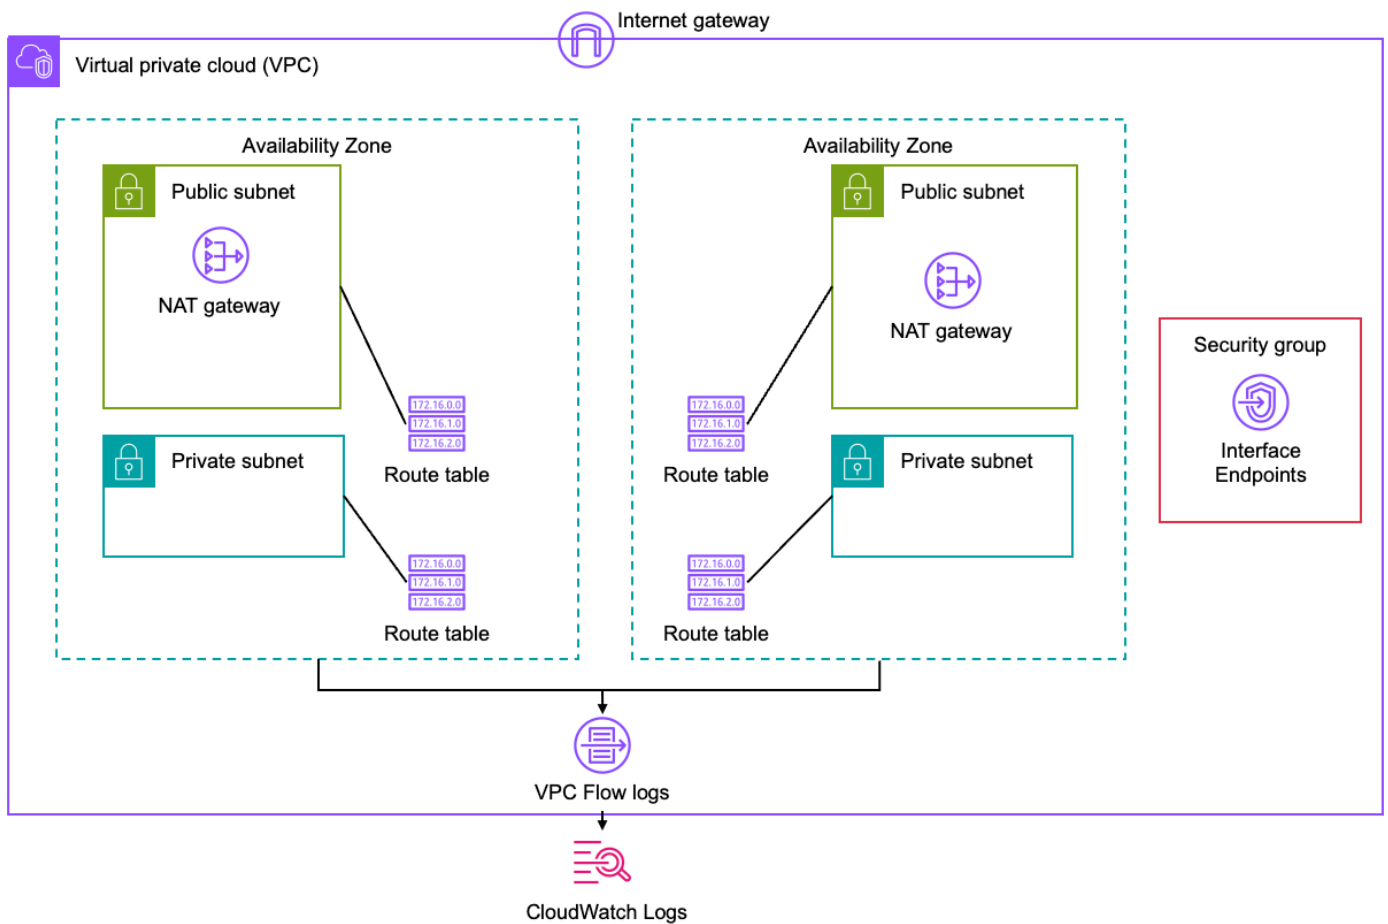 Internet gateway
Virtual private cloud (VPC)
Availability Zone
Public subnet
NAT gateway
172.16.0.0
172.16.1.0
172.16.2.0
Route table
Private subnet
172.16.0.0
172.16.1.0
172.16.2.0
Route table
Availability Zone
Public subnet
NAT gateway
172.16.0.0
172.16.1.0
172.16.2.0
Route table
Private subnet
172.16.0.0
172.16.1.0
172.16.2.0
Route table
Security group
Interface
Endpoints
VPC Flow logs
CloudWatch Logs